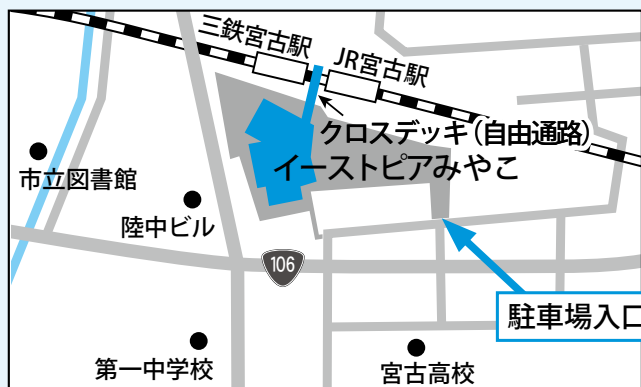 三鉄宮古駅
JR宮古駅
クロスデッキ（自由通路）
イーストピアみやこ
市立図書館
陸中ビル
106
駐車場入口
第一中学校
宮古高校